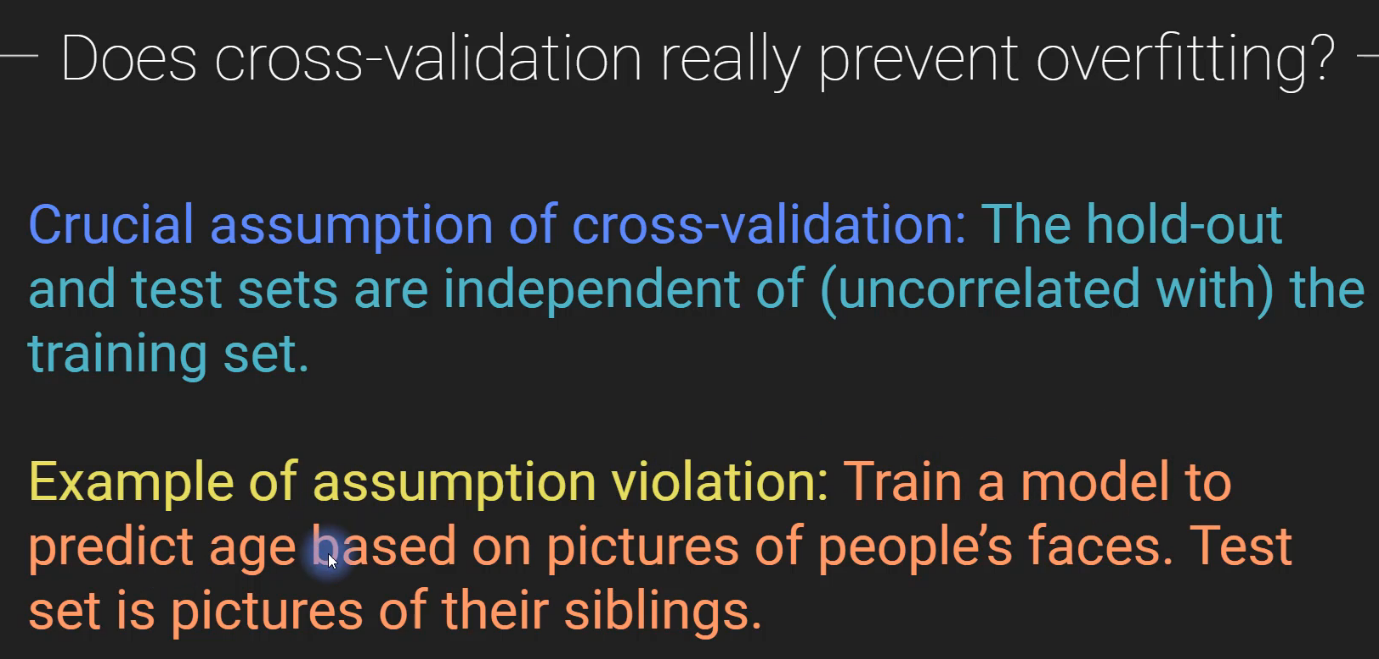 Does cross-validation really prevent overfitting?
Crucial assumption of cross-validation: The hold-out
and test sets are independent of (uncorrelated with) the
training set.
Example of assumption violation: Train a model to
predict age based on pictures of people’s faces. Test
set is pictures of their siblings.